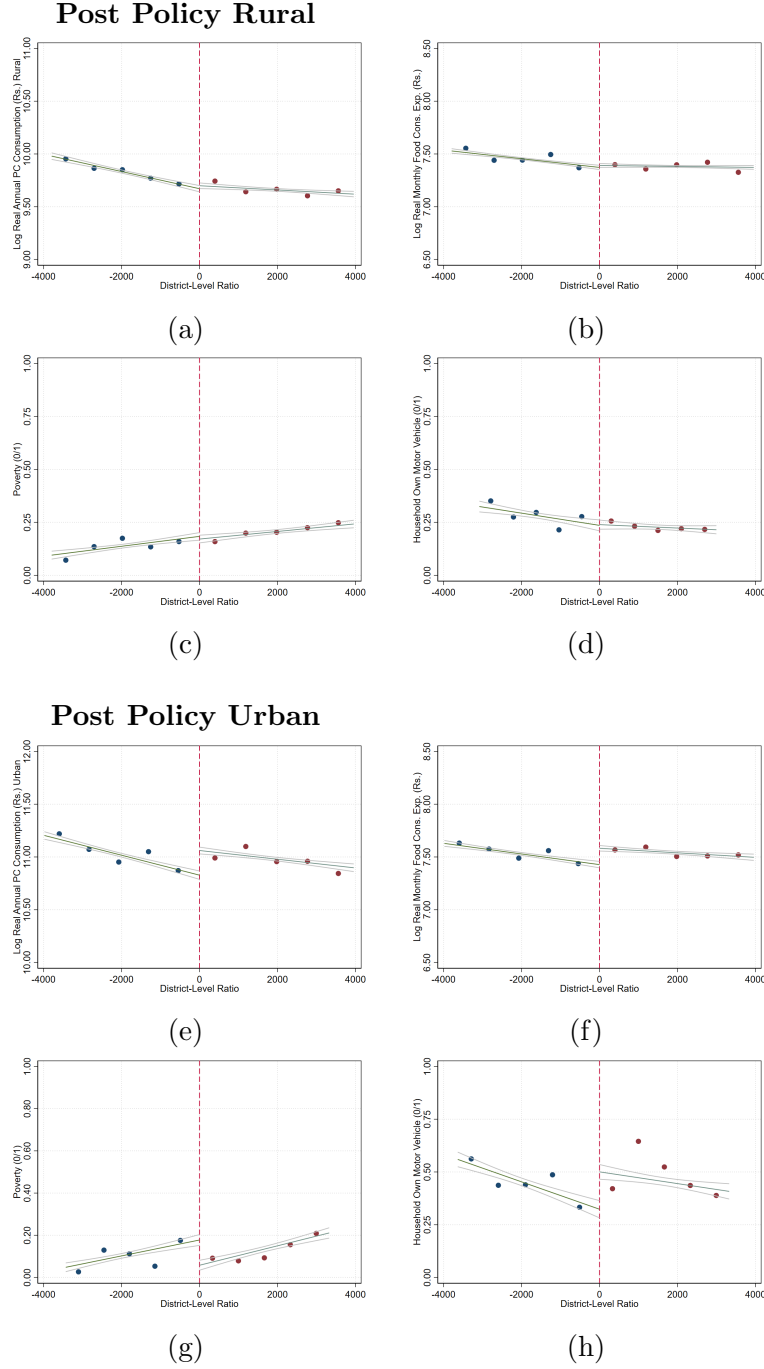 Post Policy Rural
Log Real Annual PC Consumption (Rs.) Rural
9.00 9.50 10.00 10.50 11.00
-4000 -2000 0 2000 4000
District-Level Ratio
(a)
Log Real Monthly Food Cons. Exp. (Rs.)
6.50 7.00 7.50 8.00 8.50
-4000 -2000 0 2000 4000
District-Level Ratio
(b)
Poverty (0/1)
0.00 0.25 0.50 0.75 1.00
-4000 -2000 0 2000 4000
District-Level Ratio
(c)
Household Own Motor Vehicle (0/1)
0.00 0.25 0.50 0.75 1.00
-4000 -2000 0 2000 4000
District-Level Ratio
(d)
Post Policy Urban
Log Real Annual PC Consumption (Rs.) Urban
10.00 10.50 11.00 11.50 12.00
-4000 -2000 0 2000 4000
District-Level Ratio
(e)
Log Real Monthly Food Cons. Exp. (Rs.)
6.50 7.00 7.50 8.00 8.50
-4000 -2000 0 2000 4000
District-Level Ratio
(f)
Poverty (0/1)
0.00 0.20 0.40 0.60 0.80 1.00
-4000 -2000 0 2000 4000
District-Level Ratio
(g)
Household Own Motor Vehicle (0/1)
0.00 0.25 0.50 0.75 1.00
-4000 -2000 0 2000 4000
District-Level Ratio
(h)